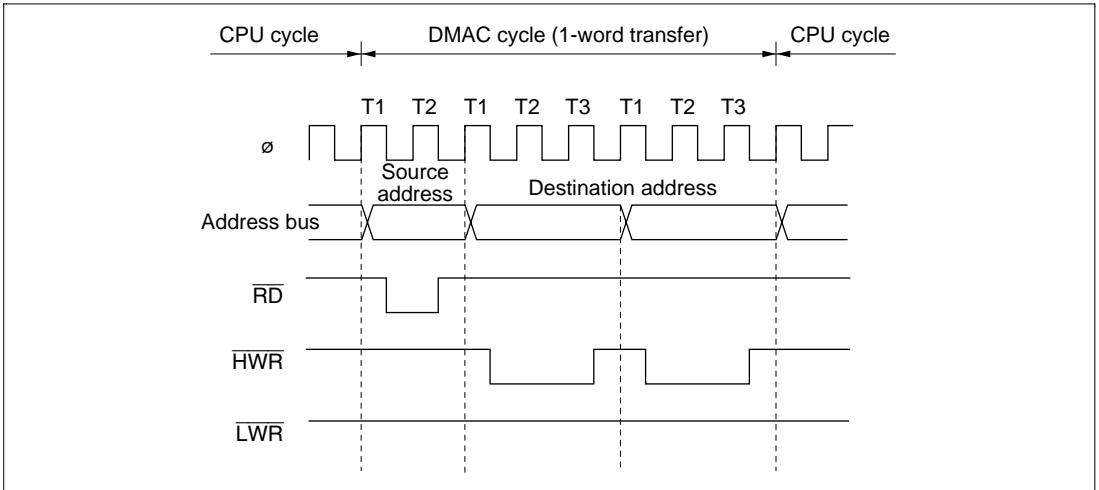 CPU cycle DMAC cycle (1-word transfer) CPU cycle
T1 T2 T1 T2 T3 T1 T2 T3
ø
Source
address
Destination address
Address bus
RD
HWR
LWR